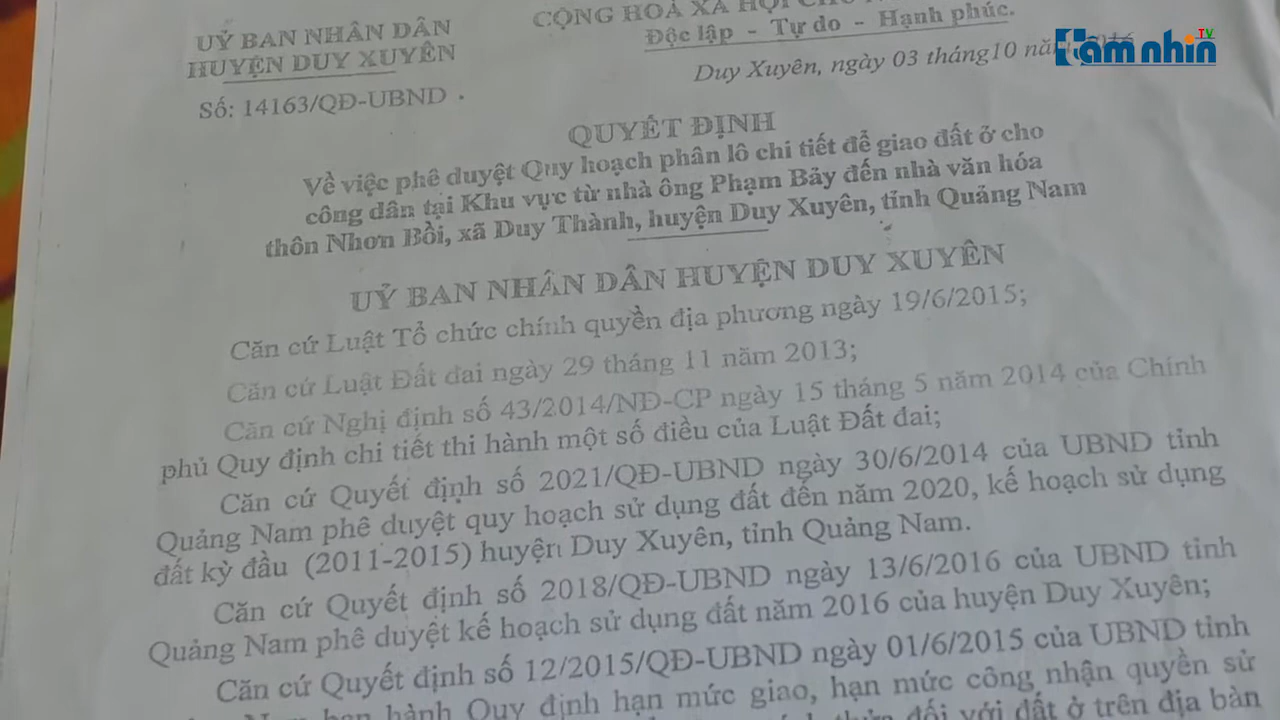 UỶ BAN NHÂN DÂN
HUYỆN DUY XUYÊN
Số: 14163/QĐ-UBND
CỘNG HOÀ XÃ HỘI
Độc lập - Tự do - Hạnh phúc.
Duy Xuyên, ngày 03 tháng10 năm
Tầm nhìn TV
QUYẾT ĐỊNH
Về việc phê duyệt Quy hoạch phân lô chi tiết để giao đất ở cho
công dân tại Khu vực từ nhà ông Phạm Bảy đến nhà văn hóa
thôn Nhơn Bồi, xã Duy Thành, huyện Duy Xuyên, tỉnh Quảng Nam
UỶ BAN NHÂN DÂN HUYỆN DUY XUYÊN
Căn cứ Luật Tổ chức chính quyền địa phương ngày 19/6/2015;
Căn cứ Luật Đất đai ngày 29 tháng 11 năm 2013;
Căn cứ Nghị định số 43/2014/NĐ-CP ngày 15 tháng 5 năm 2014 của Chính
phủ Quy định chi tiết thi hành một số điều của Luật Đất đai;
Căn cứ Quyết định số 2021/QĐ-UBND ngày 30/6/2014 của UBND tỉnh
Quảng Nam phê duyệt quy hoạch sử dụng đất đến năm 2020, kế hoạch sử dụng
đất kỳ đầu (2011-2015) huyện Duy Xuyên, tỉnh Quảng Nam.
Căn cứ Quyết định số 2018/QĐ-UBND ngày 13/6/2016 của UBND tỉnh
Quảng Nam phê duyệt kế hoạch sử dụng đất năm 2016 của huyện Duy Xuyên;
Căn cứ Quyết định số 12/2015/QĐ-UBND ngày 01/6/2015 của UBND tỉnh
hành Quy định hạn mức giao, hạn mức công nhận quyền sử
đối với đất ở trên địa bàn